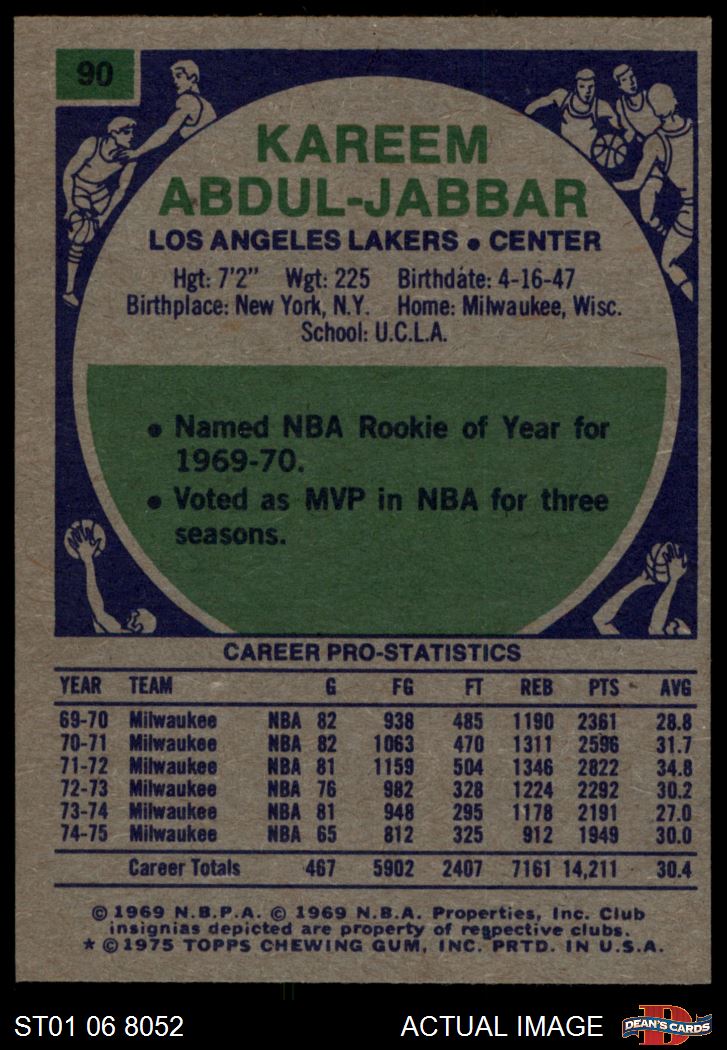 90
KAREEM
ABDUL-JABBAR
LOS ANGELES LAKERS • CENTER
Hgt: 7'2" Wgt: 225 Birthdate: 4-16-47
Birthplace: New York, N.Y. Home: Milwaukee, Wisc.
School: U.C.L.A.
• Named NBA Rookie of Year for
1969-70.
• Voted as MVP in NBA for three
seasons.
CAREER PRO-STATISTICS
YEAR TEAM G FG FT REB PTS AVG
69-70 Milwaukee NBA 82 938 485 1190 2361 28.8
70-71 Milwaukee NBA 82 1063 470 1311 2596 31.7
71-72 Milwaukee NBA 81 1159 504 1346 2822 34.8
72-73 Milwaukee NBA 76 982 328 1224 2292 30.2
73-74 Milwaukee NBA 81 948 295 1178 2191 27.0
74-75 Milwaukee NBA 65 812 325 912 1949 30.0
Career Totals 467 5902 2407 7161 14,211 30.4
© 1969 N.B.P.A. © 1969 N.B.A. Properties, Inc. Club
insignias depicted are property of respective clubs.
* © 1975 TOPPS CHEWING GUM, INC. PRTD. IN U.S.A.
ST01 06 8052 ACTUAL IMAGE
D
DEAN'S CARDS